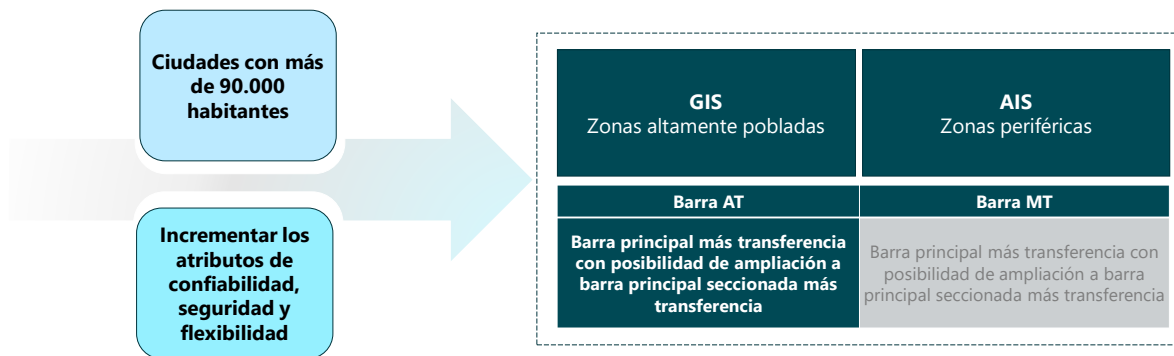 Ciudades con más
de 90.000
habitantes
Incrementar los
atributos de
confiabilidad,
seguridad y
flexibilidad
GIS
Zonas altamente pobladas
AIS
Zonas periféricas
Barra AT
Barra MT
Barra principal más transferencia
con posibilidad de ampliación a
barra principal seccionada más
transferencia
Barra principal más transferencia con
posibilidad de ampliación a barra
principal seccionada más transferencia